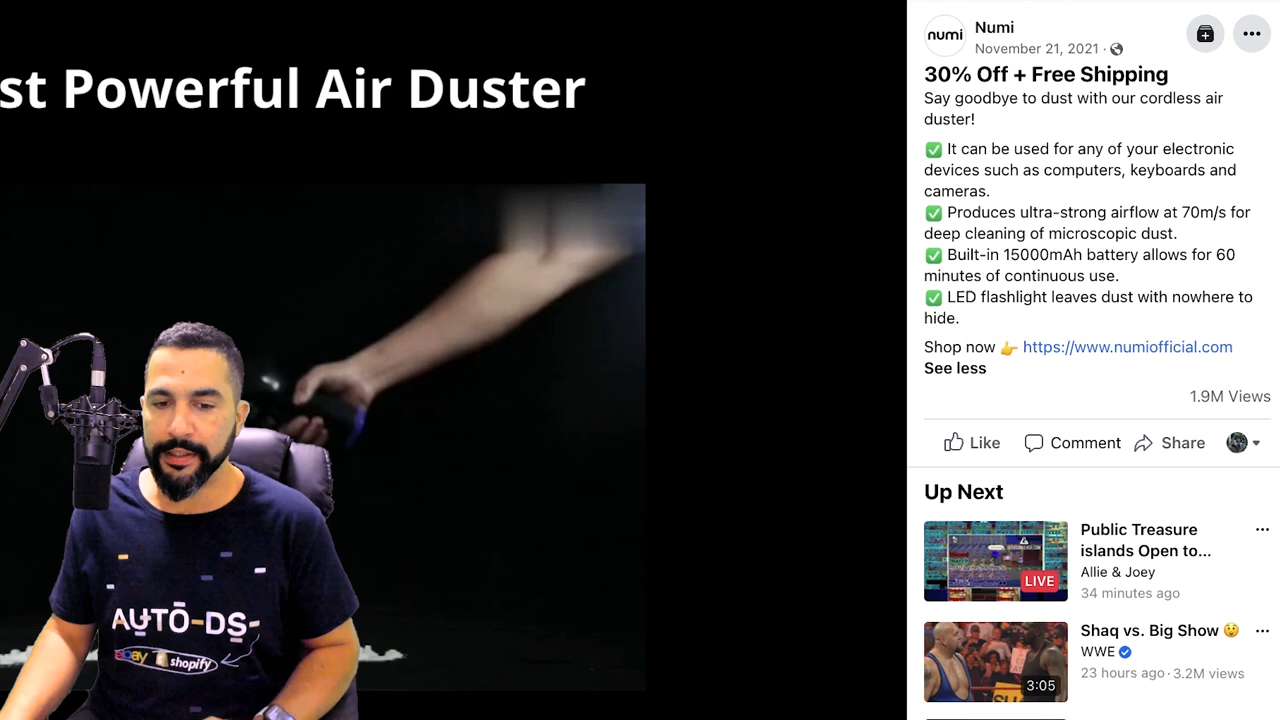 st Powerful Air Duster
numi
Numi
November 21, 2021 ·
30% Off + Free Shipping
Say goodbye to dust with our cordless air
duster!
✅ It can be used for any of your electronic
devices such as computers, keyboards and
cameras.
✅ Produces ultra-strong airflow at 70m/s for
deep cleaning of microscopic dust.
✅ Built-in 15000mAh battery allows for 60
minutes of continuous use.
✅ LED flashlight leaves dust with nowhere to
hide.
Shop now 👉 https://www.numiofficial.com
See less
1.9M Views
Like Comment Share
Up Next
Public Treasure
islands Open to...
Allie & Joey
34 minutes ago
LIVE
Shaq vs. Big Show 😲
WWE
23 hours ago · 3.2M views
3:05
AUTO-DS-
ebay shopify